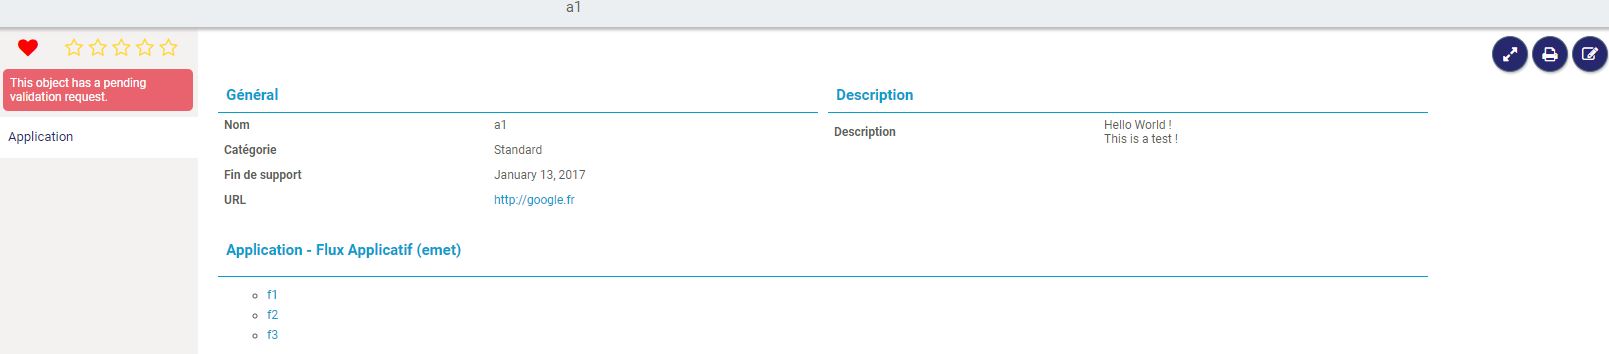 a1
This object has a pending
validation request.
Application
Général
Nom a1
Catégorie Standard
Fin de support January 13, 2017
URL http://google.fr
Description
Description Hello World !
This is a test !
Application - Flux Applicatif (emet)
f1
f2
f3